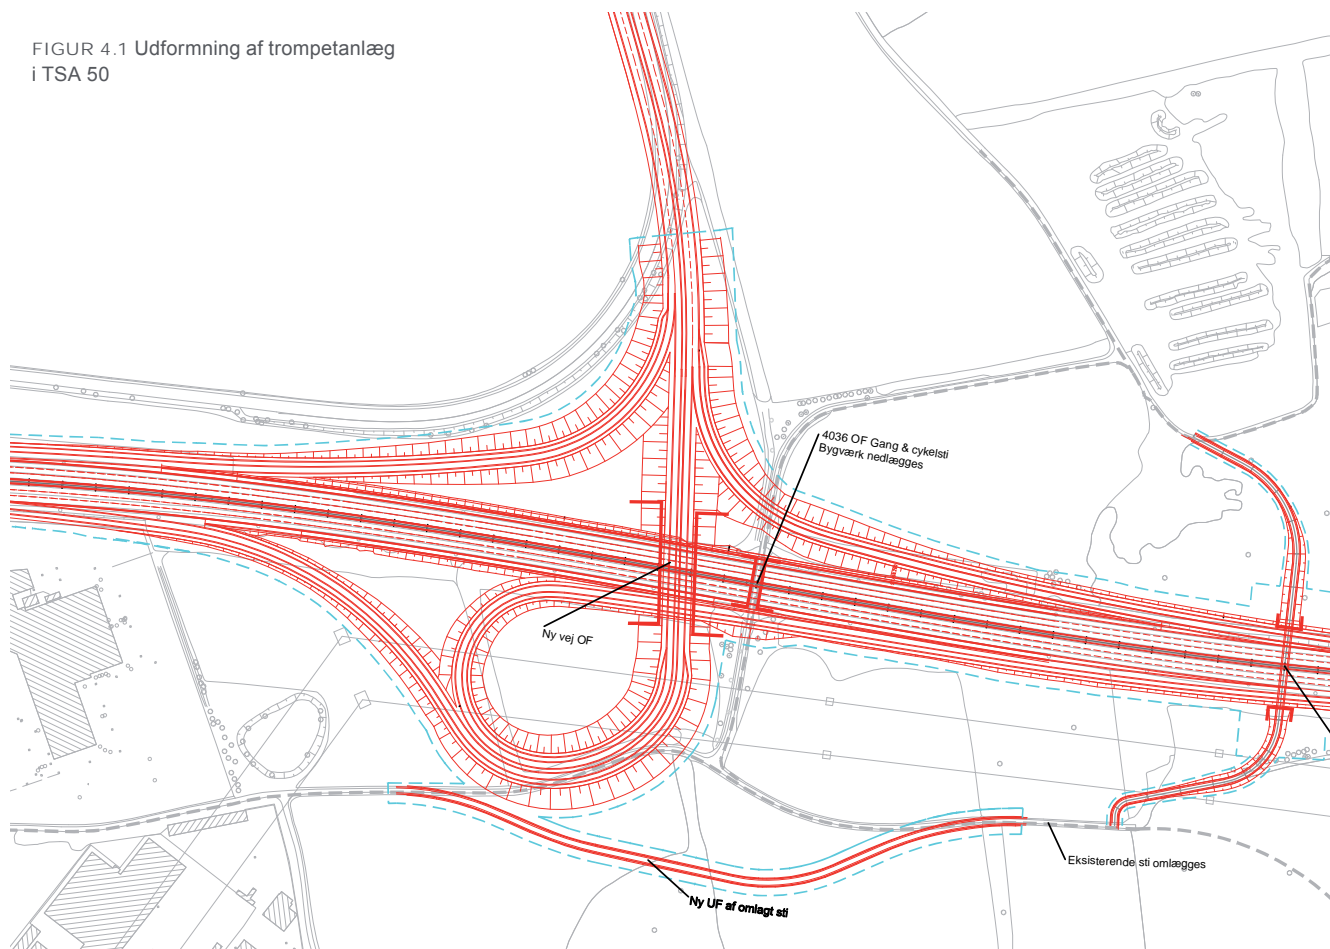 FIGUR 4.1 Udformning af trompetanlæg
i TSA 50
4036 OF Gang & cykelsti
Bygværk nedlægges
Ny vej OF
Eksisterende sti omlægges
Ny UF af omlagt sti